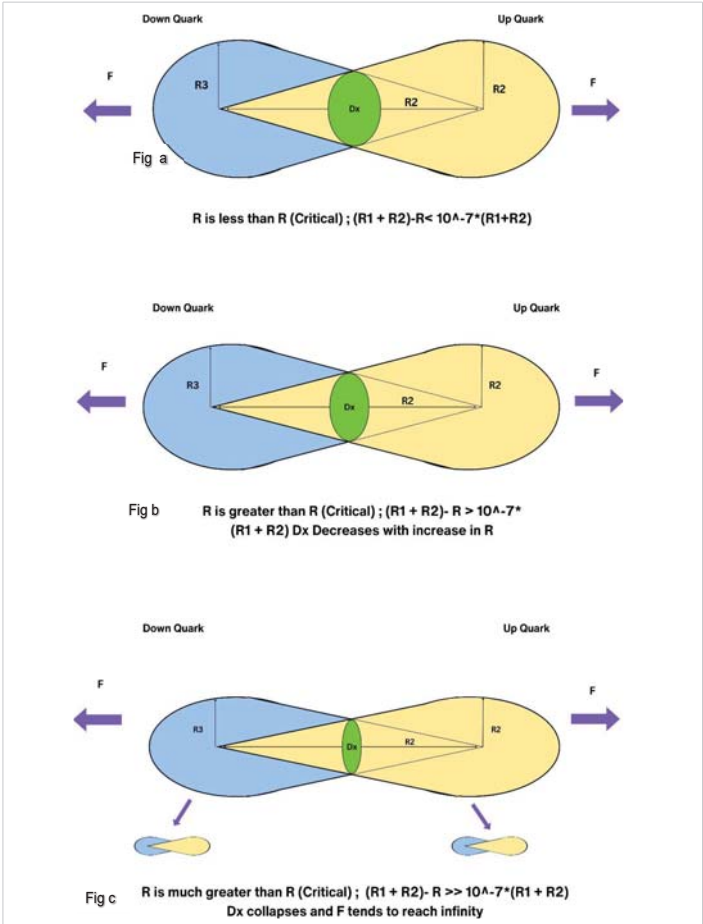 Down Quark Up Quark
F F
R3 Dx R2 R2
Fig a
R is less than R (Critical) ; (R1 + R2)-R< 10^-7*(R1+R2)
Down Quark Up Quark
F F
R3 Dx R2 R2
Fig b R is greater than R (Critical) ; (R1 + R2)- R > 10^-7*
(R1 + R2) Dx Decreases with increase in R
Down Quark Up Quark
F F
R3 Dx R2 R2
Fig c R is much greater than R (Critical) ; (R1 + R2)- R >> 10^-7*(R1 + R2)
Dx collapses and F tends to reach infinity